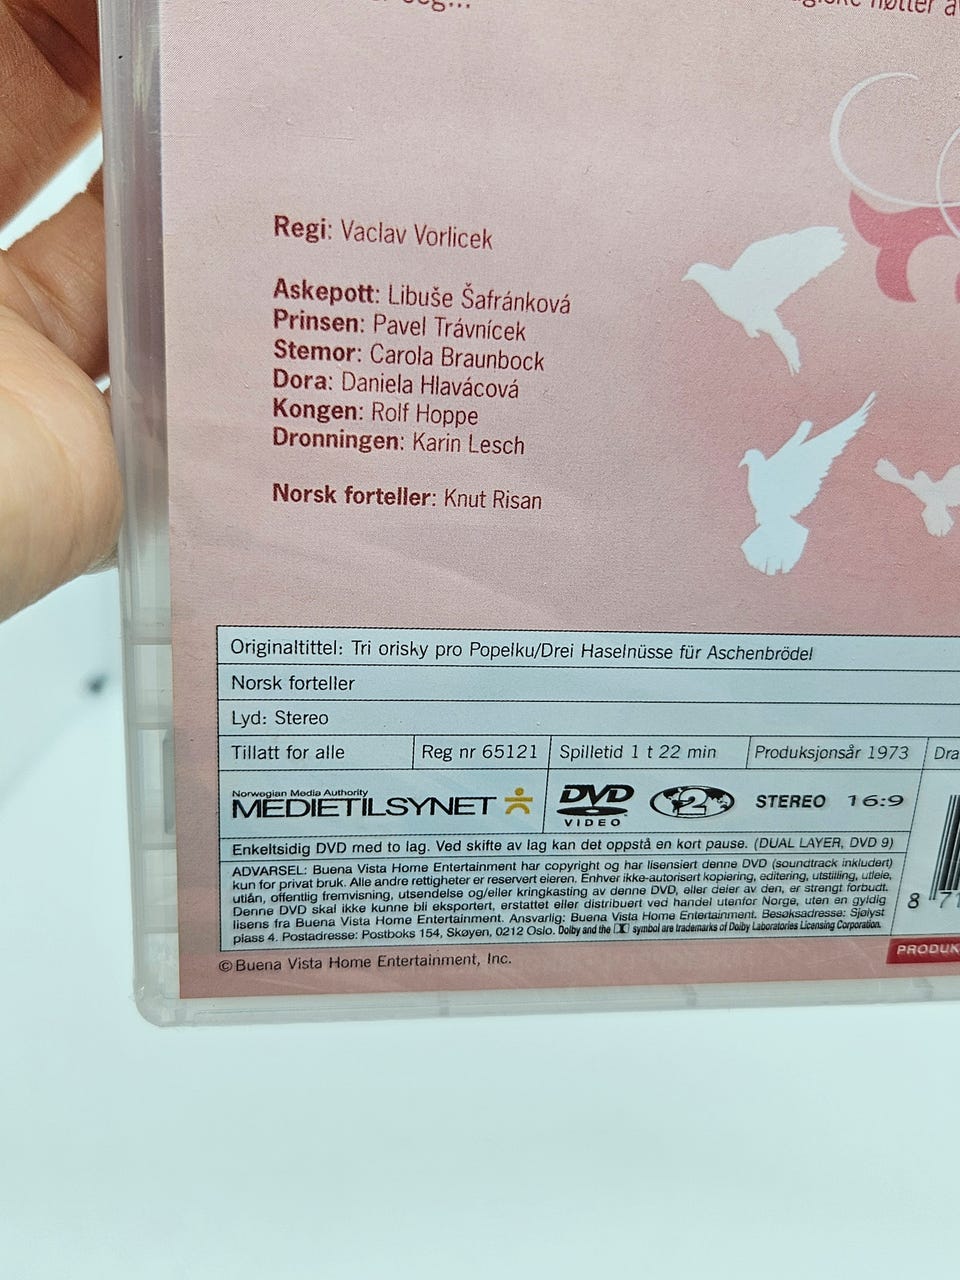 Regi: Vaclav Vorlicek
Askepott: Libuše Šafránková
Prinsen: Pavel Trávnícek
Stemor: Carola Braunbock
Dora: Daniela Hlavácová
Kongen: Rolf Hoppe
Dronningen: Karin Lesch
Norsk forteller: Knut Risan
Originaltittel: Tri orisky pro Popelku/Drei Haselnüsse für Aschenbrödel
Norsk forteller
Lyd: Stereo
Tillatt for alle Reg nr 65121 Spilletid 1 t 22 min Produksjonsår 1973 Dra
Norwegian Media Authority
MEDIETILSYNET DVD VIDEO 2 STEREO 16:9
Enkeltsidig DVD med to lag. Ved skifte av lag kan det oppstå en kort pause. (DUAL LAYER, DVD 9)
ADVARSEL: Buena Vista Home Entertainment har copyright og har lisensiert denne DVD (soundtrack inkludert)
kun for privat bruk. Alle andre rettigheter er reservert eieren. Enhver ikke-autorisert kopiering, editering, utstilling, utleie,
utlån, offentlig fremvisning, utsendelse og/eller kringkasting av denne DVD, eller deler av den, er strengt forbudt.
Denne DVD skal ikke kunne bli eksportert, erstattet eller distribuert ved handel utenfor Norge, uten en gyldig
lisens fra Buena Vista Home Entertainment. Ansvarlig: Buena Vista Home Entertainment. Besøksadresse: Sjølyst
plass 4. Postadresse: Postboks 154, Skøyen, 0212 Oslo. Dolby and the symbol are trademarks of Dolby Laboratories Licensing Corporation.
8 71
PRODUK
© Buena Vista Home Entertainment, Inc.